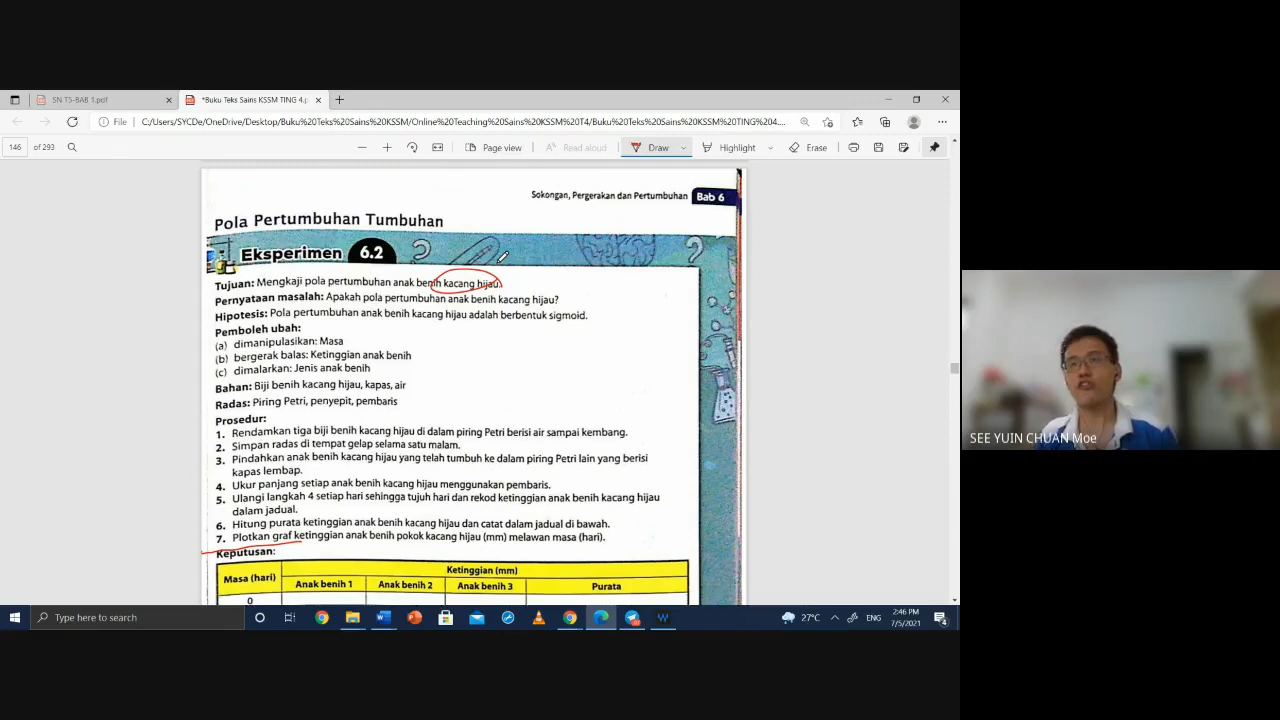 SN T5-BAB 1.pdf
*Buku Teks Sains KSSM TING 4.p
File
C:/Users/SYCDe/OneDrive/Desktop/Buku%20Teks%20Sains%20KSSM/Online%20Teaching%20Sains%20KSSM%20T4/Buku%20Teks%20Sains%20KSSM%20TING%204....
146 of 293
Page view
Read aloud
Draw
Highlight
Erase
Sokongan, Pergerakan dan Pertumbuhan Bab 6
Pola Pertumbuhan Tumbuhan
Eksperimen 6.2
Tujuan: Mengkaji pola pertumbuhan anak benih kacang hijau.
Pernyataan masalah: Apakah pola pertumbuhan anak benih kacang hijau?
Hipotesis: Pola pertumbuhan anak benih kacang hijau adalah berbentuk sigmoid.
Pemboleh ubah:
(a) dimanipulasikan: Masa
(b) bergerak balas: Ketinggian anak benih
(c) dimalarkan: Jenis anak benih
Bahan: Biji benih kacang hijau, kapas, air
Radas: Piring Petri, penyepit, pembaris
Prosedur:
1. Rendamkan tiga biji benih kacang hijau di dalam piring Petri berisi air sampai kembang.
2. Simpan radas di tempat gelap selama satu malam.
3. Pindahkan anak benih kacang hijau yang telah tumbuh ke dalam piring Petri lain yang berisi
kapas lembap.
4. Ukur panjang setiap anak benih kacang hijau menggunakan pembaris.
5. Ulangi langkah 4 setiap hari sehingga tujuh hari dan rekod ketinggian anak benih kacang hijau
dalam jadual.
6. Hitung purata ketinggian anak benih kacang hijau dan catat dalam jadual di bawah.
7. Plotkan graf ketinggian anak benih pokok kacang hijau (mm) melawan masa (hari).
Keputusan:
Masa (hari)
Ketinggian (mm)
Anak benih 1 Anak benih 2 Anak benih 3 Purata
0
SEE YUIN CHUAN Moe
Type here to search
27°C
ENG
2:46 PM
7/5/2021
4